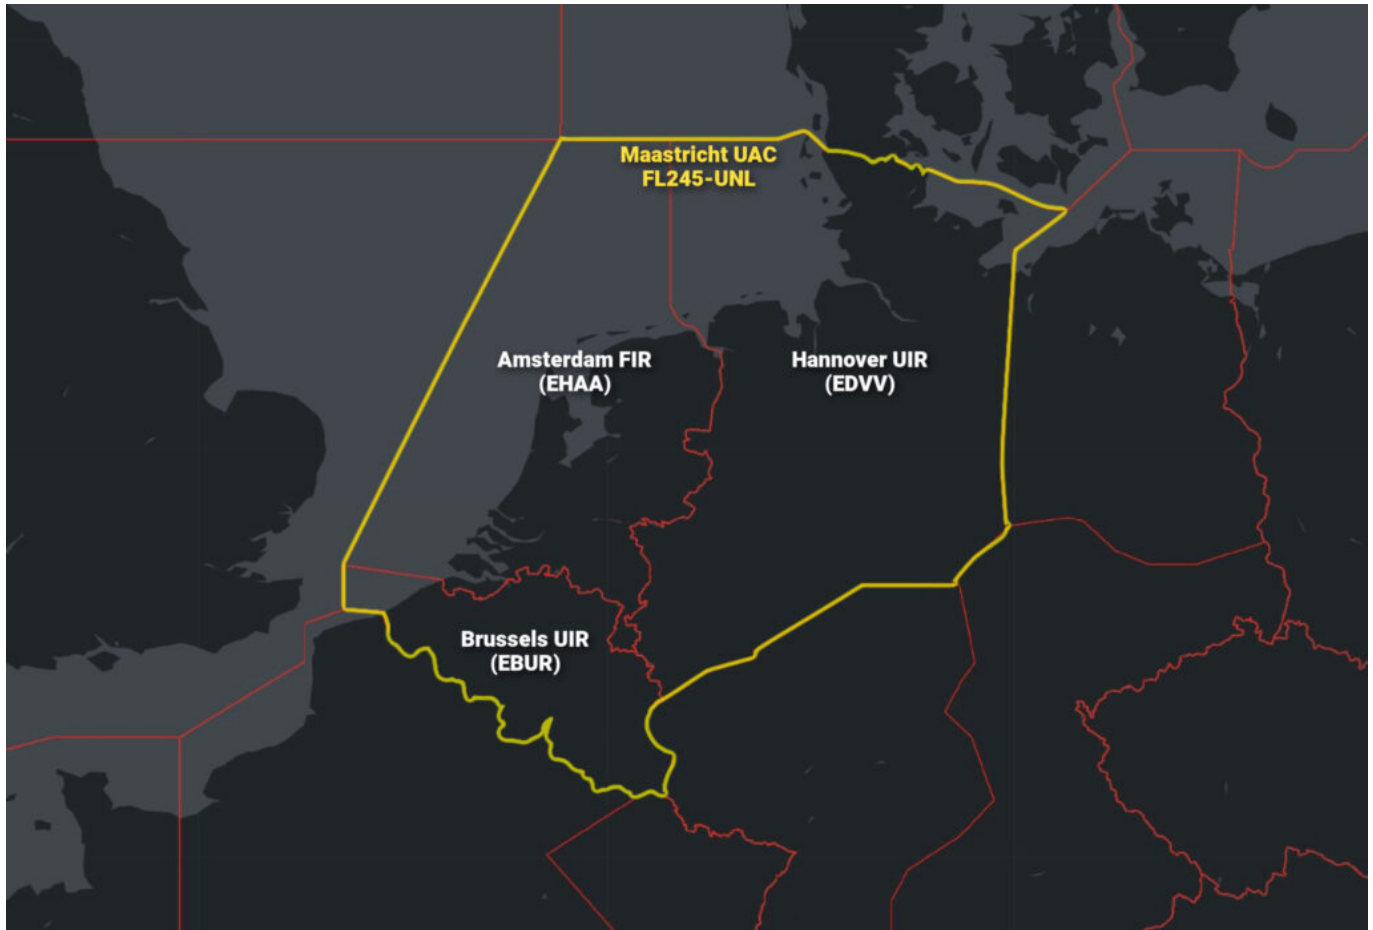 Maastricht UAC
FL245-UNL
Amsterdam FIR
(EHAA)
Hannover UIR
(EDVV)
Brussels UIR
(EBUR)